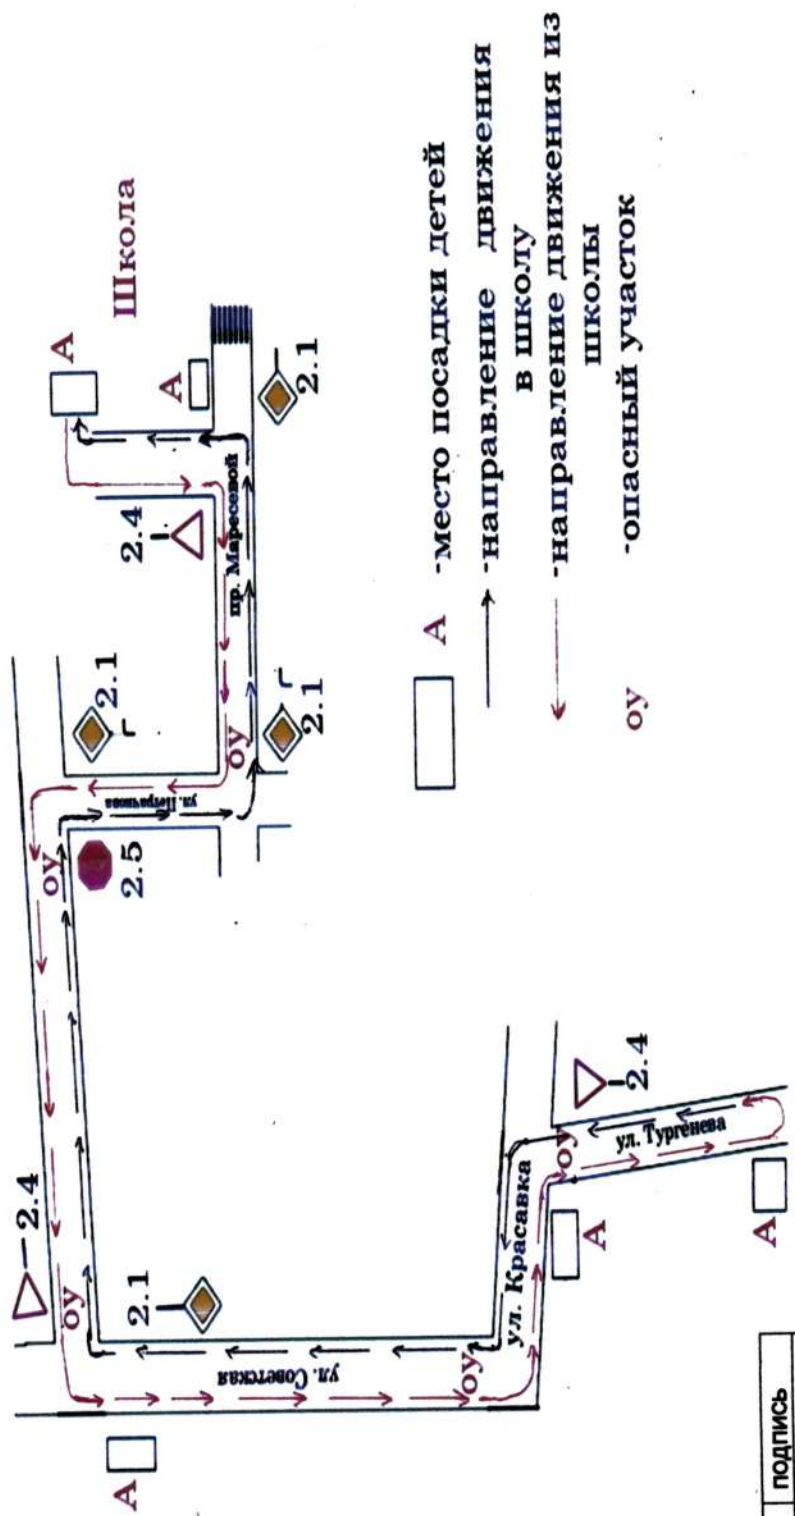 Школа
А
А
2.1
2.4
пр. Маресевой
2.1
2.1
оу
ул. Петрачкова
оу
2.5
2.4
оу
2.1
ул. Советская
оу
ул. Красавка
оу
2.4
ул. Тургенева
А
А
А
А -место посадки детей
-направление движения
в школу
-направление движения из
школы
оу -опасный участок
подпись